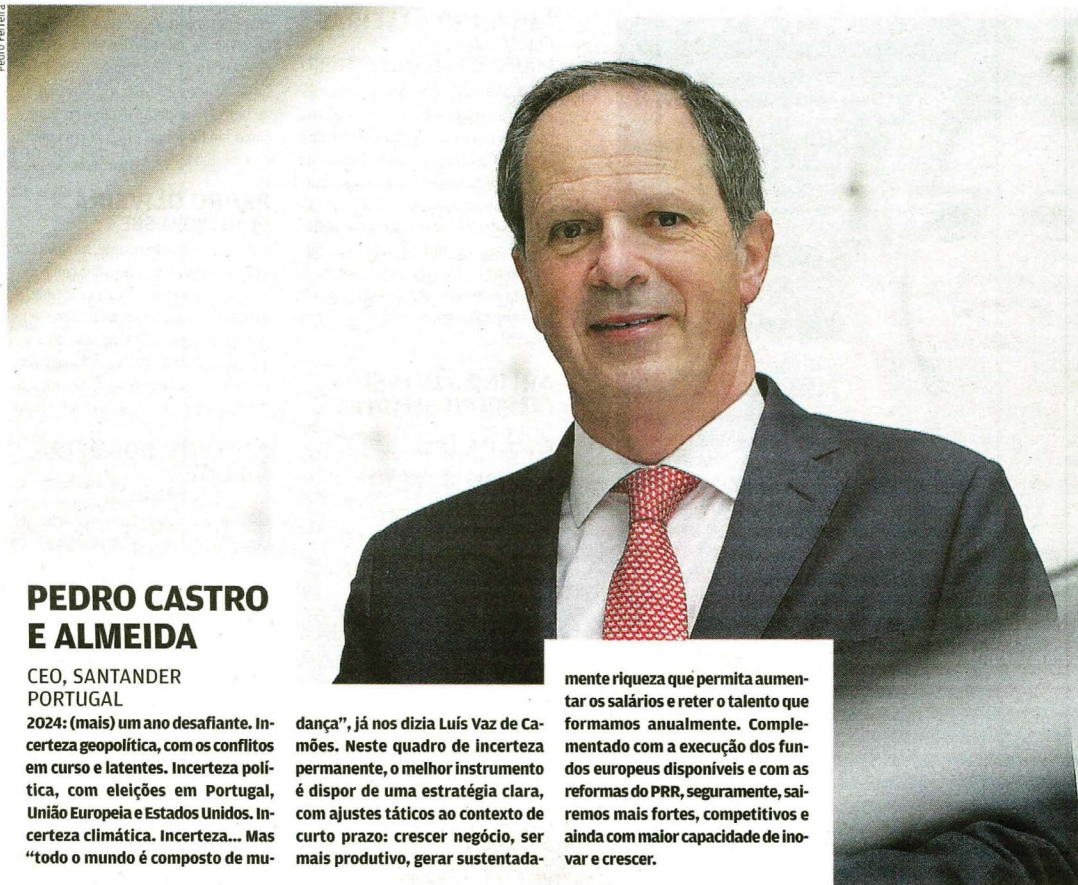 Pedro Ferreira
PEDRO CASTRO
E ALMEIDA
CEO, SANTANDER
PORTUGAL
2024: (mais) um ano desafiante. In-
certeza geopolítica, com os conflitos
em curso e latentes. Incerteza polí-
tica, com eleições em Portugal,
União Europeia e Estados Unidos. In-
certeza climática. Incerteza... Mas
“todo o mundo é composto de mu-
dança”, já nos dizia Luís Vaz de Ca-
mões. Neste quadro de incerteza
permanente, o melhor instrumento
é dispor de uma estratégia clara,
com ajustes táticos ao contexto de
curto prazo: crescer negócio, ser
mais produtivo, gerar sustentada-
mente riqueza que permita aumen-
tar os salários e reter o talento que
formamos anualmente. Comple-
mentado com a execução dos fun-
dos europeus disponíveis e com as
reformas do PRR, seguramente, sai-
remos mais fortes, competitivos e
ainda com maior capacidade de ino-
var e crescer.